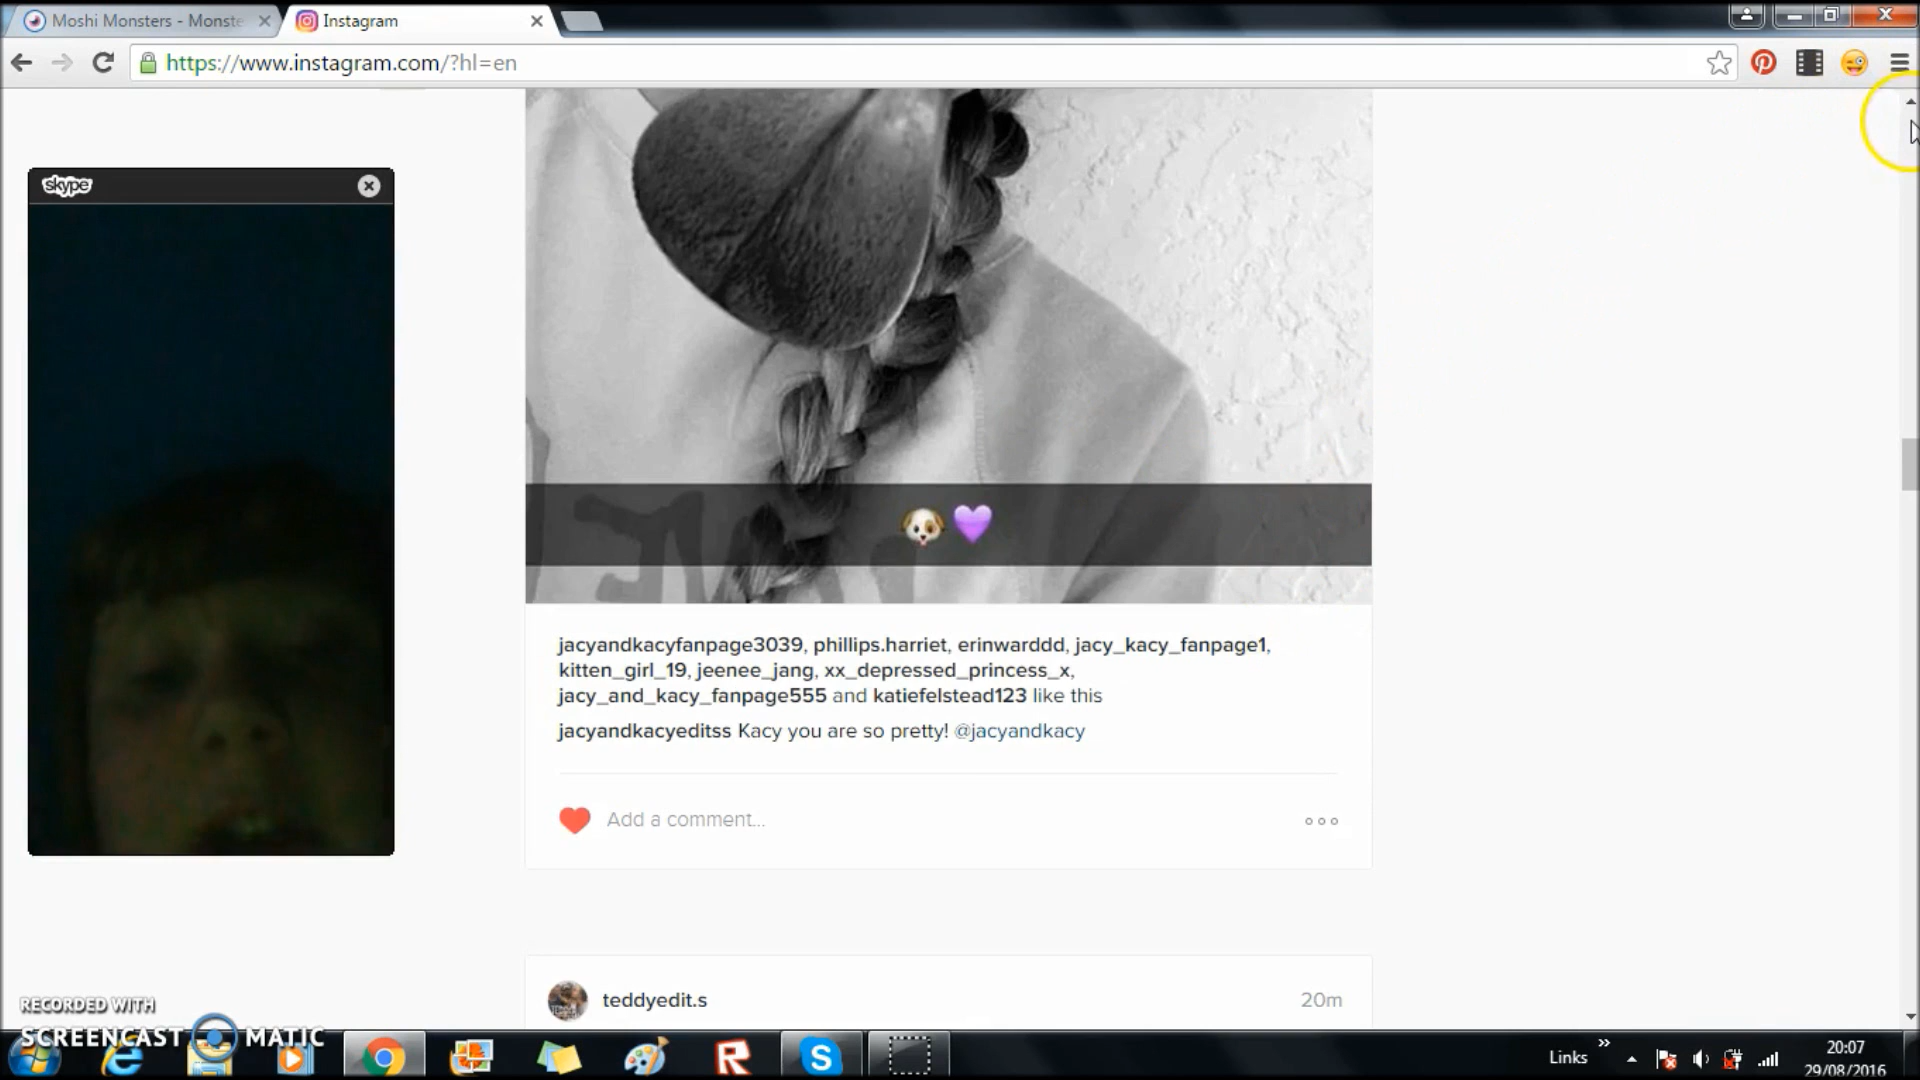 Moshi Monsters - Monste
Instagram
https://www.instagram.com/?hl=en
skype
jacyandkacyfanpage3039, phillips.harriet, erinwarddd, jacy_kacy_fanpage1,
kitten_girl_19, jeenee_jang, xx_depressed_princess_x,
jacy_and_kacy_fanpage555 and katiefelstead123 like this
jacyandkacyeditss Kacy you are so pretty! @jacyandkacy
Add a comment...
teddyedit.s 20m
RECORDED WITH
SCREENCAST MATIC
Links
20:07
29/08/2016